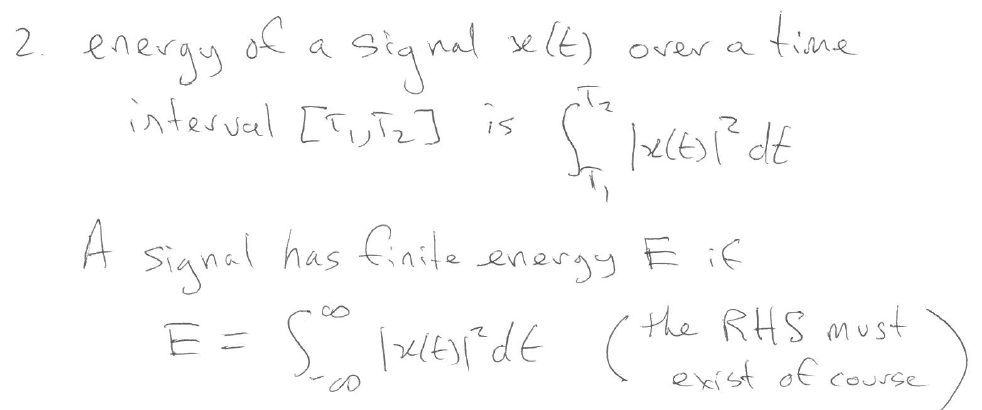 2. energy of a signal x(t) over a time
interval [T₁,T₂] is ∫_{T₁}^{T₂} |x(t)|² dt
A signal has finite energy E if
E = ∫_{-∞}^{∞} |x(t)|² dt (the RHS must
exist of course)